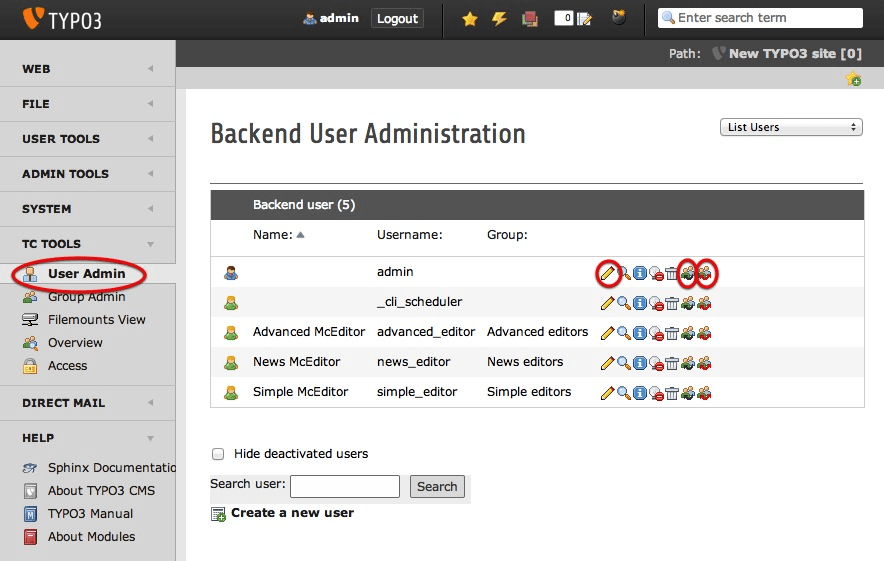 TYPO3
admin
Logout
0
Enter search term
Path: New TYPO3 site [0]
WEB
FILE
USER TOOLS
ADMIN TOOLS
SYSTEM
TC TOOLS
User Admin
Group Admin
Filemounts View
Overview
Access
DIRECT MAIL
HELP
Sphinx Documentatio
About TYPO3 CMS
TYPO3 Manual
About Modules
Backend User Administration
List Users
Backend user (5)
Name: Username: Group:
admin
_cli_scheduler
Advanced McEditor advanced_editor Advanced editors
News McEditor news_editor News editors
Simple McEditor simple_editor Simple editors
Hide deactivated users
Search user: Search
Create a new user